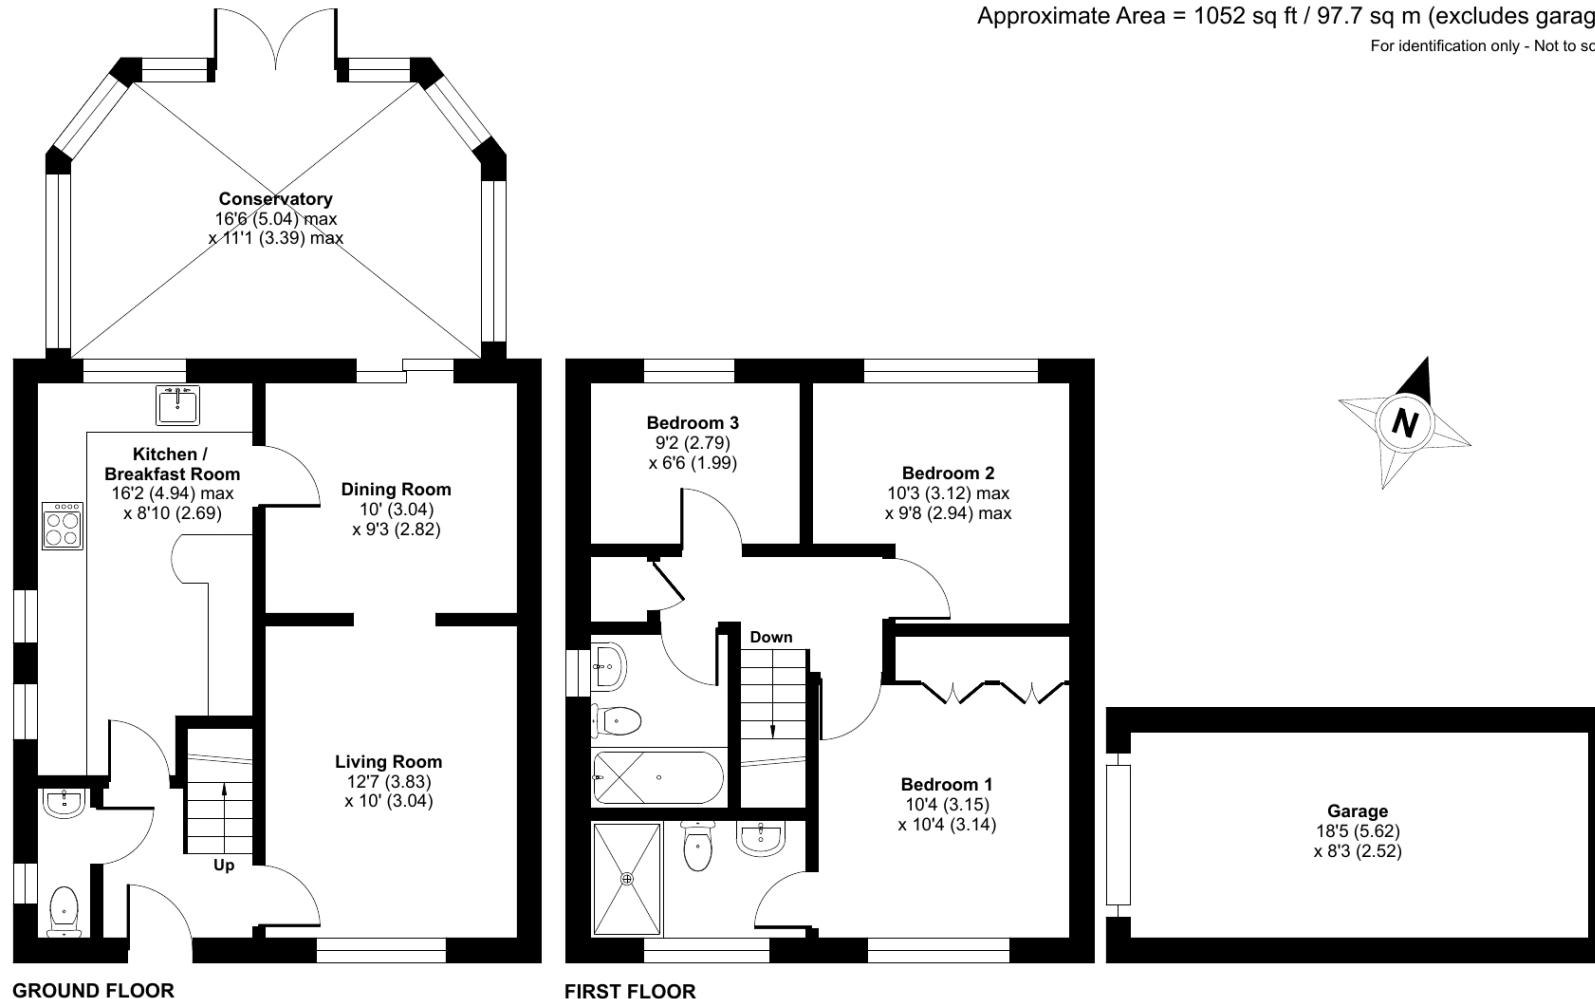 Approximate Area = 1052 sq ft / 97.7 sq m (excludes garag
For identification only - Not to sc
Conservatory
16'6 (5.04) max
x 11'1 (3.39) max
Kitchen /
Breakfast Room
16'2 (4.94) max
x 8'10 (2.69)
Dining Room
10' (3.04)
x 9'3 (2.82)
Living Room
12'7 (3.83)
x 10' (3.04)
Up
GROUND FLOOR
Bedroom 3
9'2 (2.79)
x 6'6 (1.99)
Bedroom 2
10'3 (3.12) max
x 9'8 (2.94) max
Down
Bedroom 1
10'4 (3.15)
x 10'4 (3.14)
FIRST FLOOR
N
Garage
18'5 (5.62)
x 8'3 (2.52)